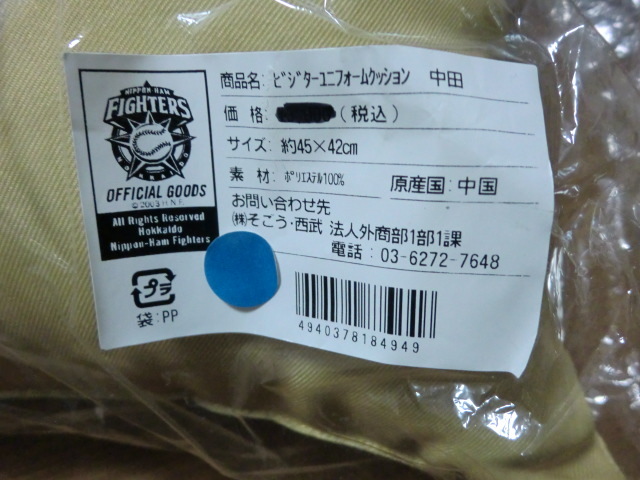 NIPPON-HAM
FIGHTERS
HOKKAIDO
OFFICIAL GOODS
© 2003 H.N.F.
All Rights Reserved
Hokkaido
Nippon-Ham Fighters
プラ
袋:PP
商品名: ビジターユニフォームクッション 中田
価 格: (税込)
サイズ: 約45×42cm
素 材: ポリエステル100% 原産国:中国
お問い合わせ先
㈱そごう・西武 法人外商部1部1課
電話:03-6272-7648
4940378184949